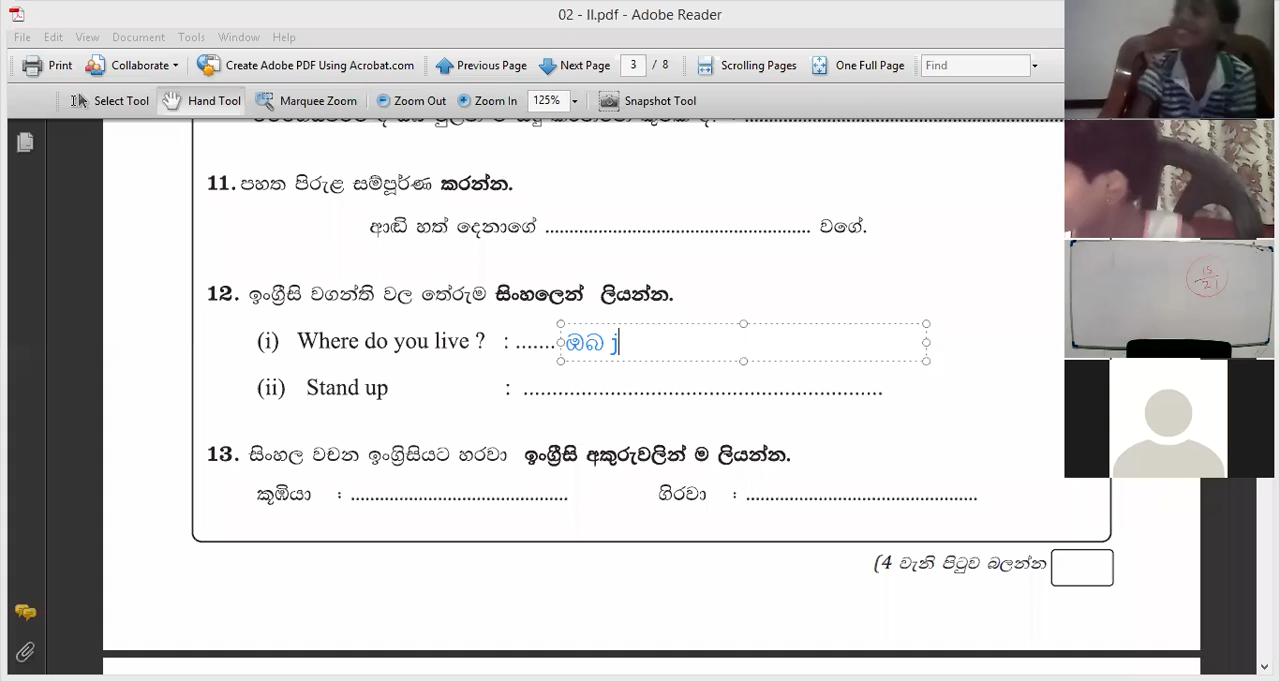 02 - II.pdf - Adobe Reader
File Edit View Document Tools Window Help
Print Collaborate Create Adobe PDF Using Acrobat.com Previous Page Next Page 3 / 8 Scrolling Pages One Full Page Find
Select Tool Hand Tool Marquee Zoom Zoom Out Zoom In 125% Snapshot Tool
11. පහත පිරුළ සම්පූර්ණ කරන්න.
ආඬි හත් දෙනාගේ .......................................................... වගේ.
12. ඉංග්‍රීසි වගන්ති වල තේරුම සිංහලෙන් ලියන්න.
(i) Where do you live ? : ....... ඔබ j
(ii) Stand up : ..............................................................
13. සිංහල වචන ඉංග්‍රිසියට හරවා ඉංග්‍රීසි අකුරුවලින් ම ලියන්න.
කූඹියා : ............................................... ගිරවා : ..................................................
(4 වැනි පිටුව බලන්න
15
21